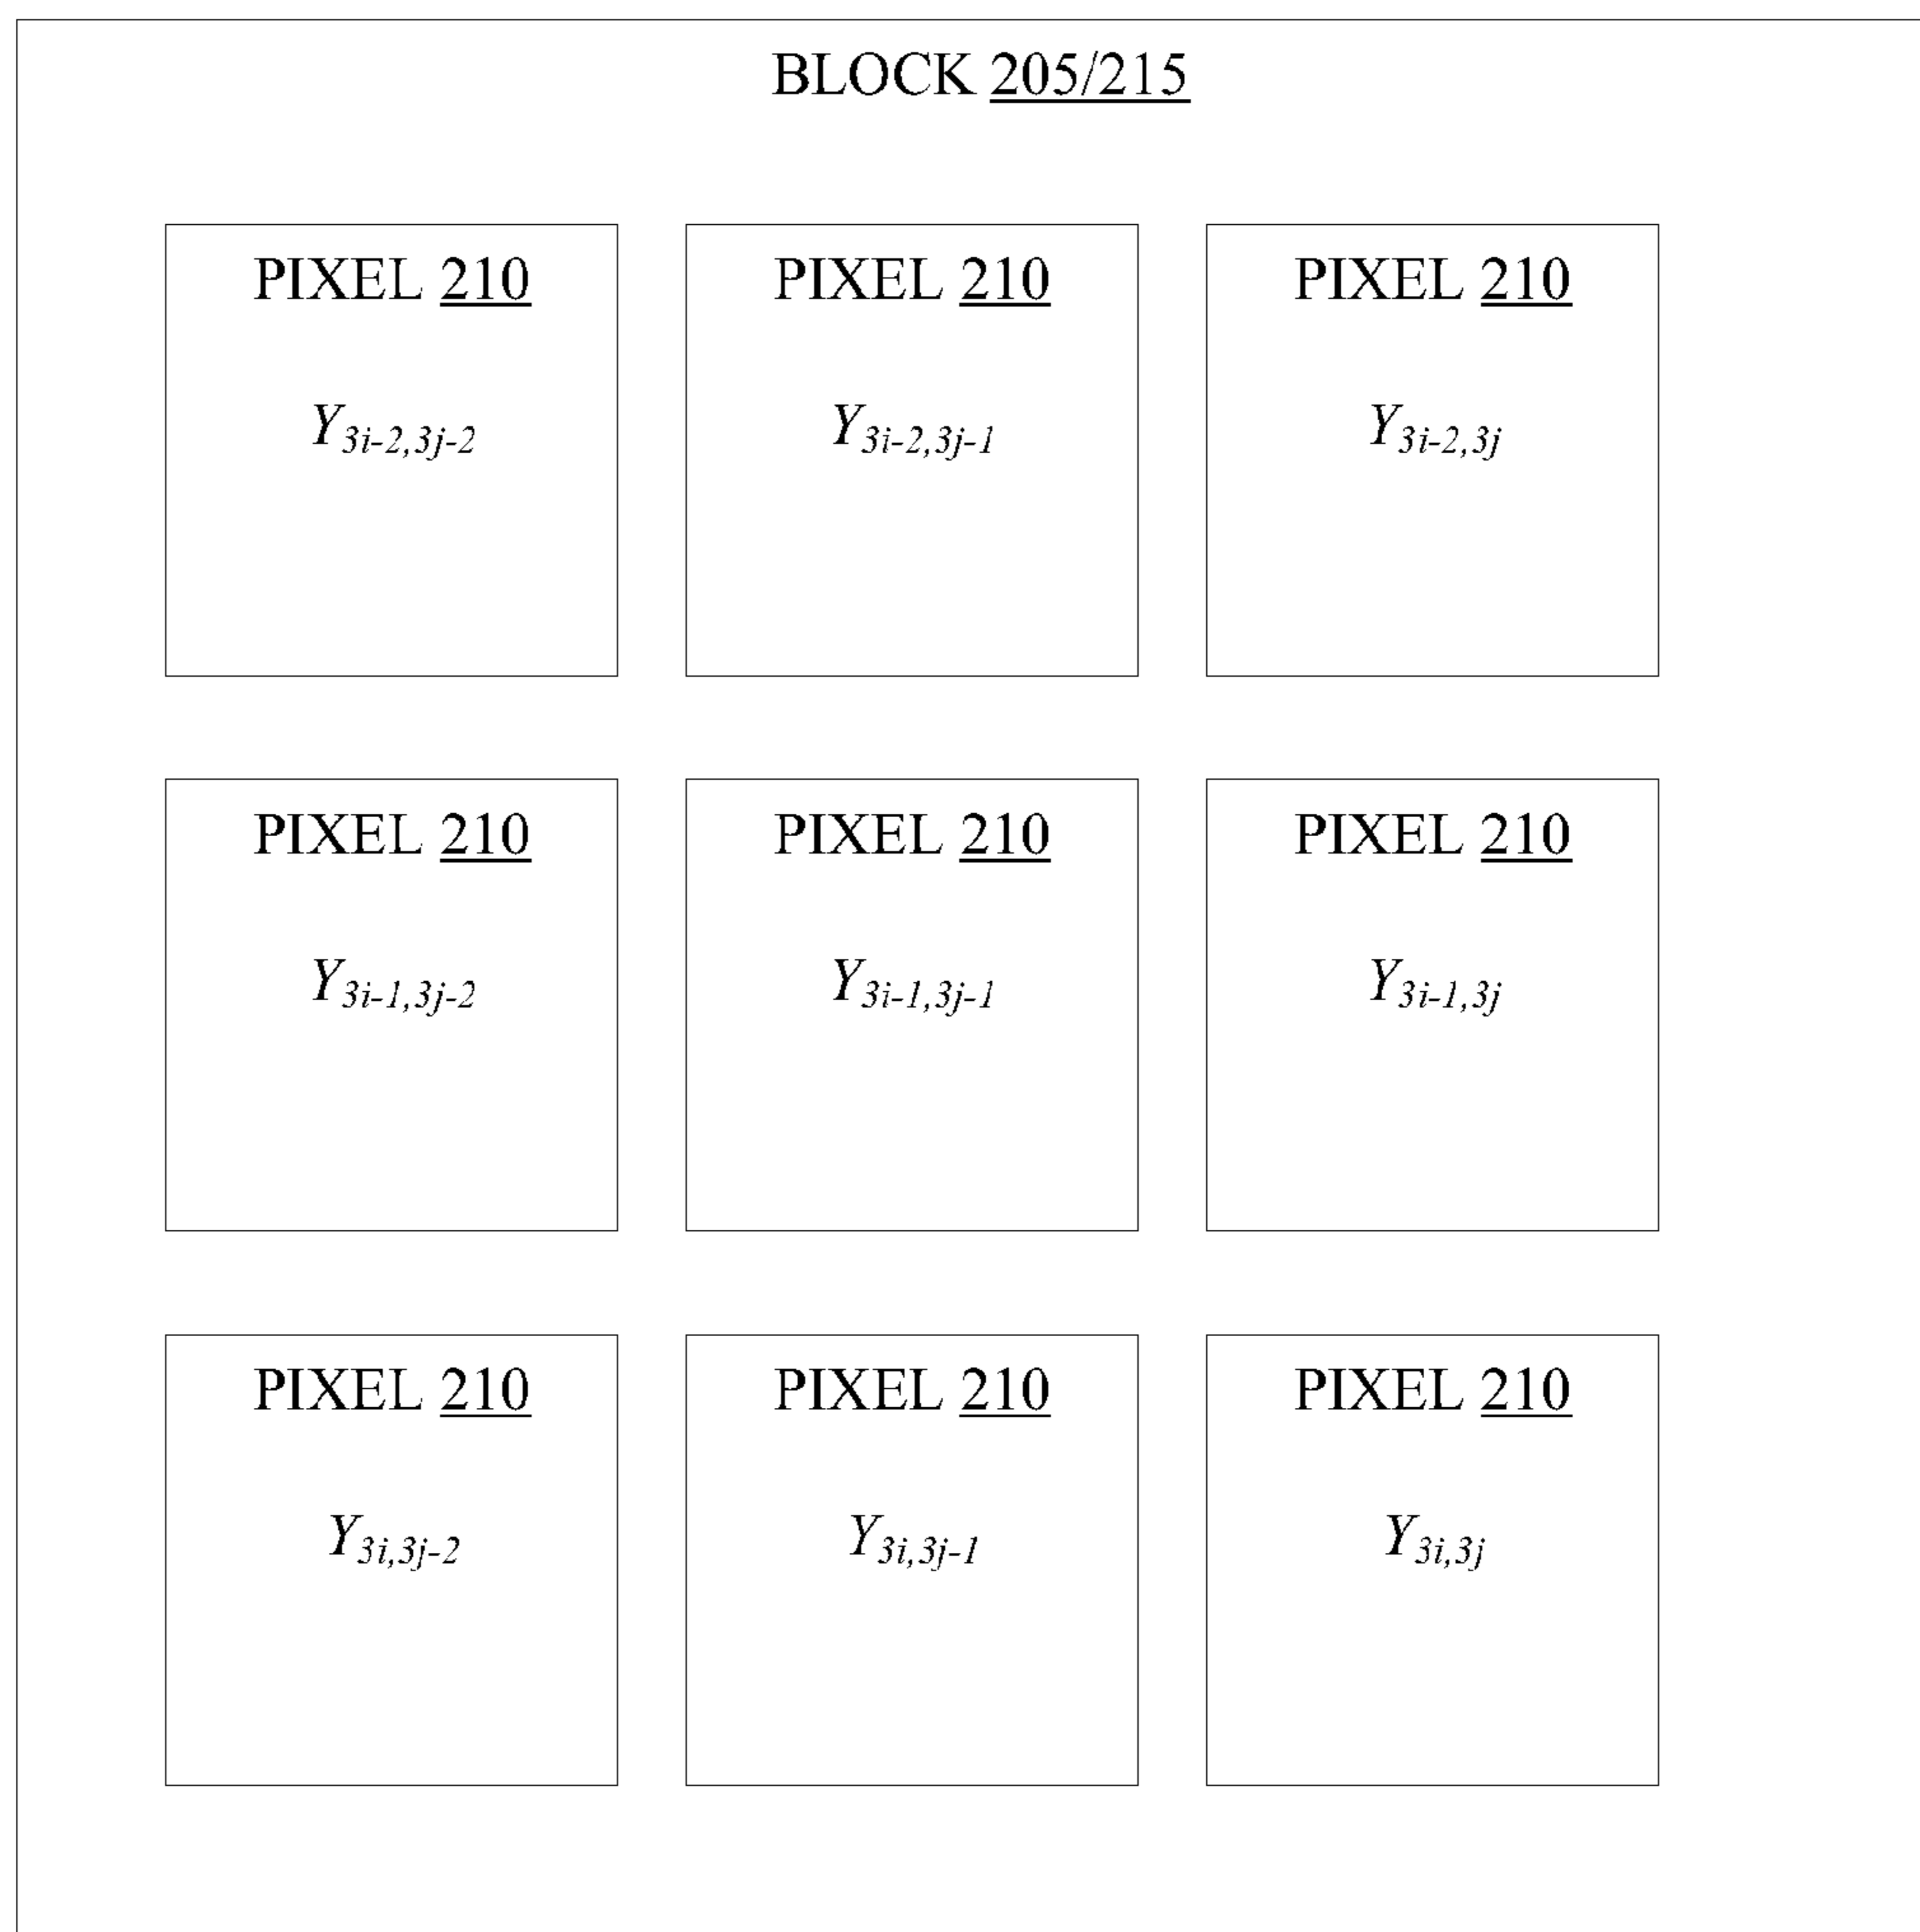 BLOCK 205/215
PIXEL 210 PIXEL 210 PIXEL 210
Y3i-2,3j-2 Y3i-2,3j-1 Y3i-2,3j
PIXEL 210 PIXEL 210 PIXEL 210
Y3i-1,3j-2 Y3i-1,3j-1 Y3i-1,3j
PIXEL 210 PIXEL 210 PIXEL 210
Y3i,3j-2 Y3i,3j-1 Y3i,3j